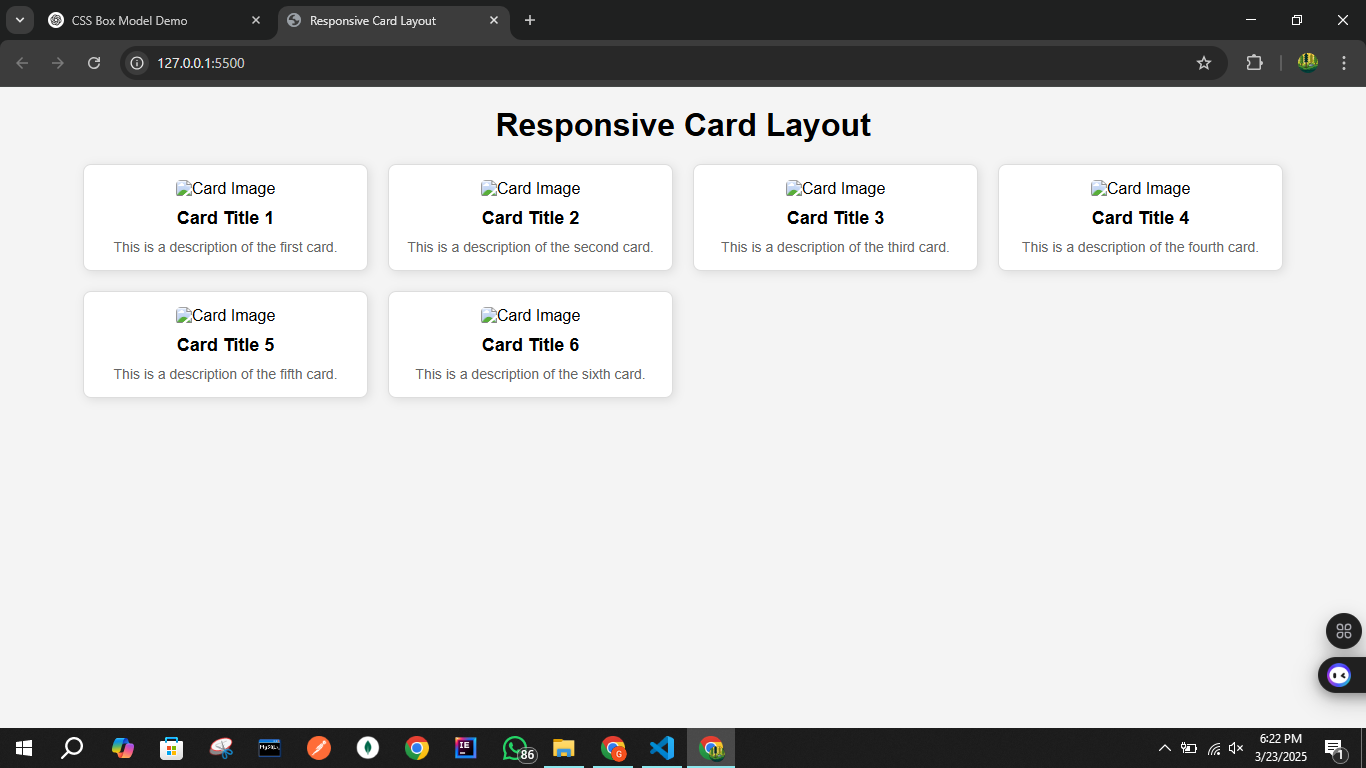 CSS Box Model Demo
Responsive Card Layout
127.0.0.1:5500
Responsive Card Layout
Card Image
Card Title 1
This is a description of the first card.
Card Image
Card Title 2
This is a description of the second card.
Card Image
Card Title 3
This is a description of the third card.
Card Image
Card Title 4
This is a description of the fourth card.
Card Image
Card Title 5
This is a description of the fifth card.
Card Image
Card Title 6
This is a description of the sixth card.
MySQL
IE
86
G
6:22 PM
3/23/2025
1